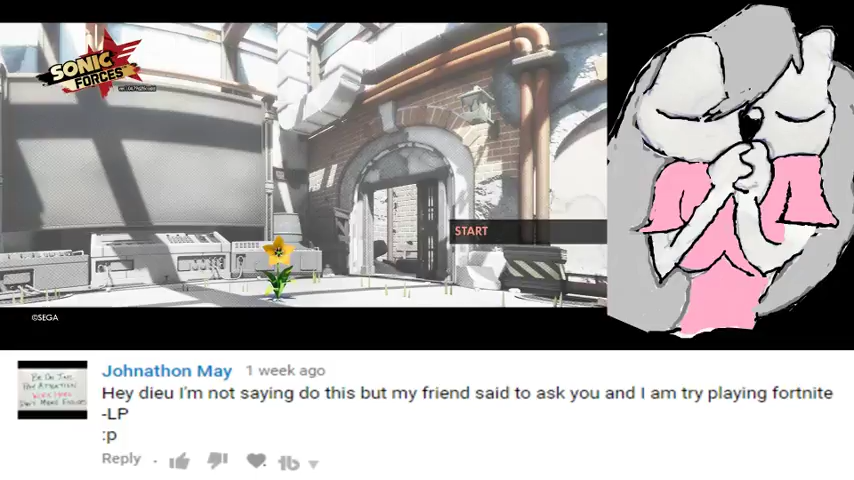 SONIC
FORCES
START
©SEGA
Johnathon May 1 week ago
Hey dieu I'm not saying do this but my friend said to ask you and I am try playing fortnite
-LP
:p
Reply